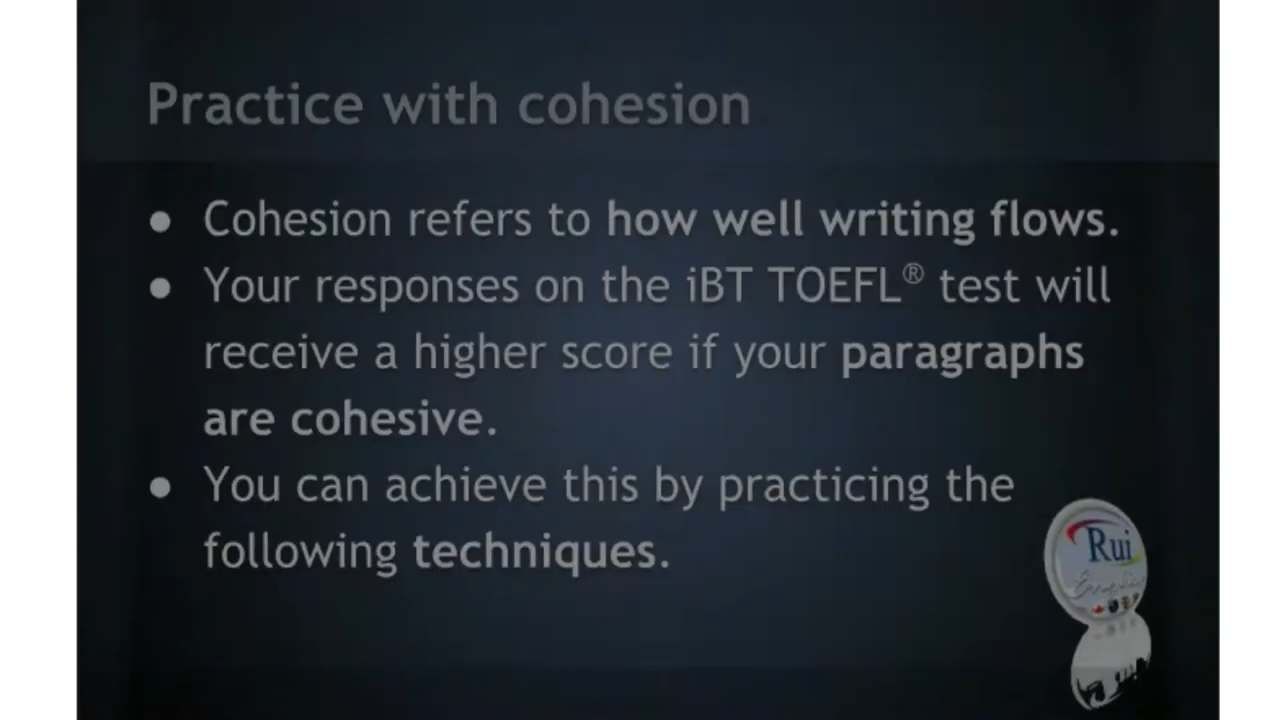 Practice with cohesion
● Cohesion refers to how well writing flows.
● Your responses on the iBT TOEFL® test will
receive a higher score if your paragraphs
are cohesive.
● You can achieve this by practicing the
following techniques.
Rui
English